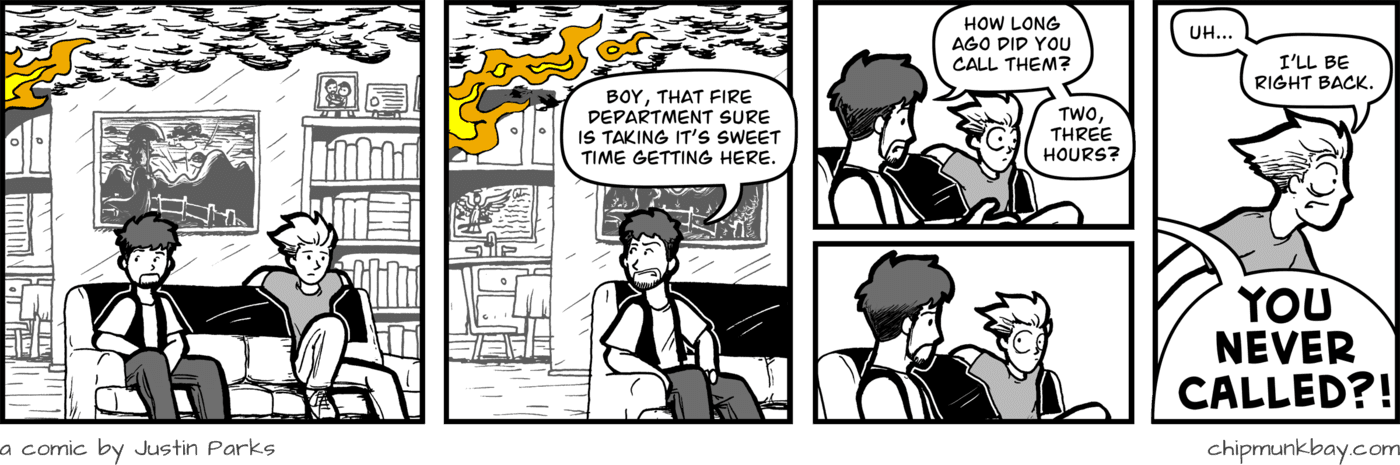 BOY, THAT FIRE
DEPARTMENT SURE
IS TAKING IT'S SWEET
TIME GETTING HERE.
HOW LONG
AGO DID YOU
CALL THEM?
TWO,
THREE
HOURS?
UH...
I'LL BE
RIGHT BACK.
YOU
NEVER
CALLED?!
a comic by Justin Parks
chipmunkbay.com